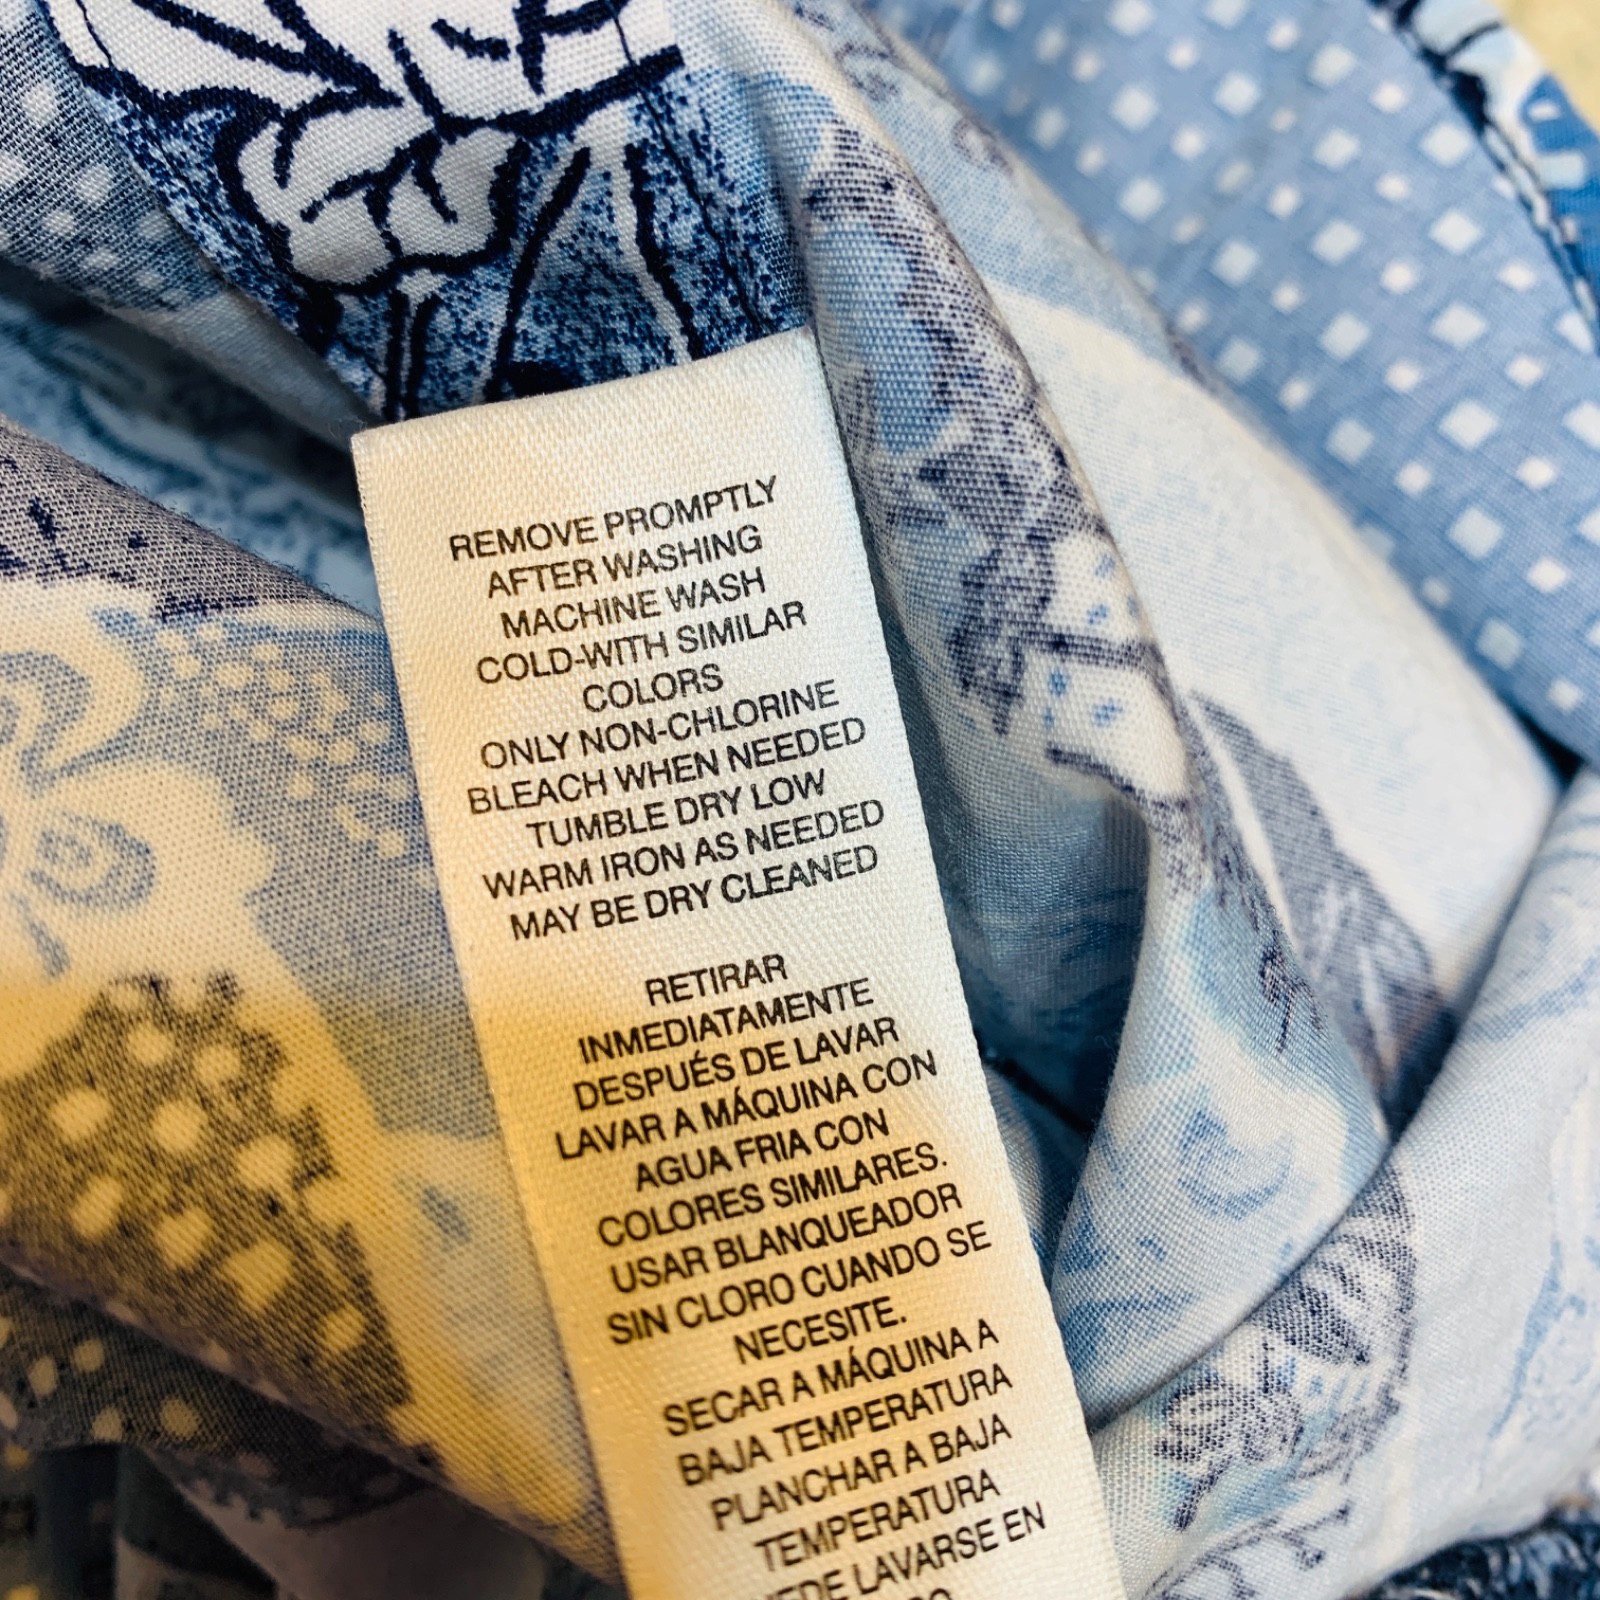 REMOVE PROMPTLY
AFTER WASHING
MACHINE WASH
COLD-WITH SIMILAR
COLORS
ONLY NON-CHLORINE
BLEACH WHEN NEEDED
TUMBLE DRY LOW
WARM IRON AS NEEDED
MAY BE DRY CLEANED
RETIRAR
INMEDIATAMENTE
DESPUÉS DE LAVAR
LAVAR A MÁQUINA CON
AGUA FRIA CON
COLORES SIMILARES.
USAR BLANQUEADOR
SIN CLORO CUANDO SE
NECESITE.
SECAR A MÁQUINA A
BAJA TEMPERATURA
PLANCHAR A BAJA
TEMPERATURA
LAVARSE EN